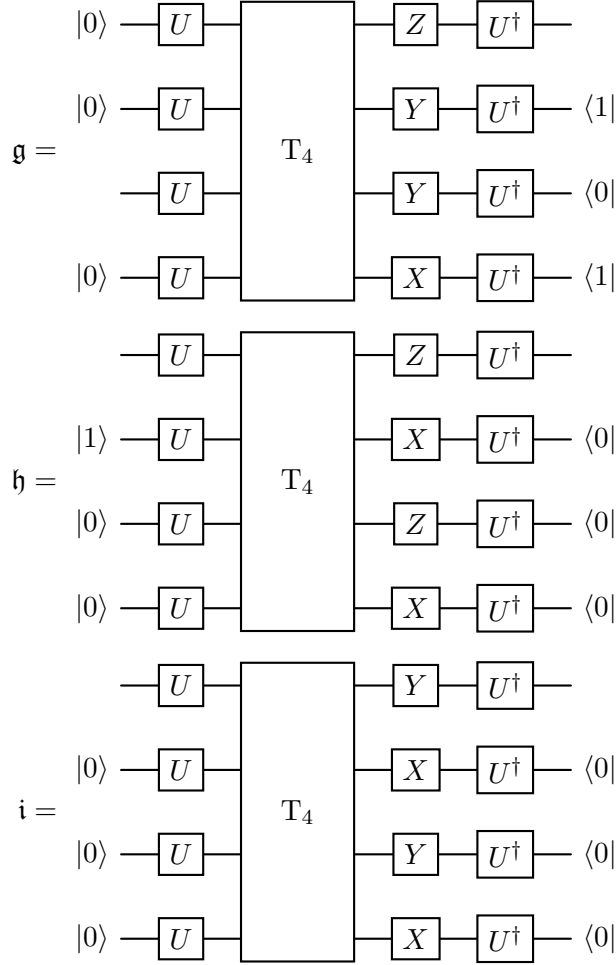 |0⟩ U Z U†
|0⟩ U Y U† ⟨1|
𝔤 = T₄
U Y U† ⟨0|
|0⟩ U X U† ⟨1|
U Z U†
|1⟩ U X U† ⟨0|
𝔥 = T₄
|0⟩ U Z U† ⟨0|
|0⟩ U X U† ⟨0|
U Y U†
|0⟩ U X U† ⟨0|
𝔦 = T₄
|0⟩ U Y U† ⟨0|
|0⟩ U X U† ⟨0|